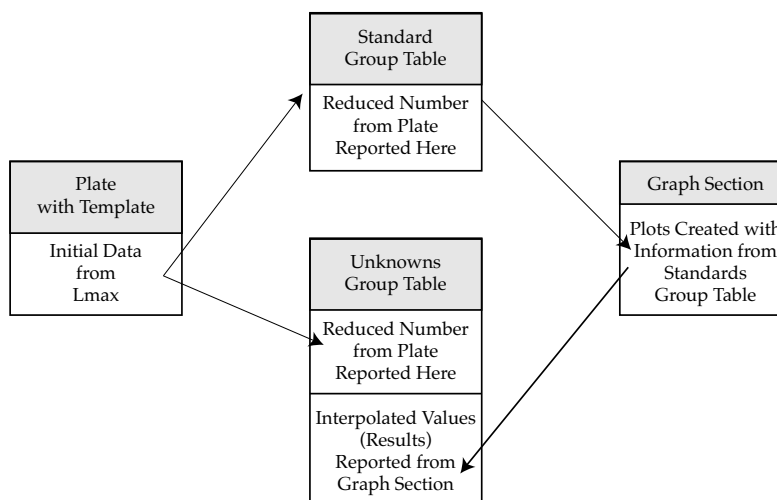 Standard
Group Table
Reduced Number
from Plate
Reported Here
Plate
with Template
Initial Data
from
Lmax
Unknowns
Group Table
Reduced Number
from Plate
Reported Here
Interpolated Values
(Results)
Reported from
Graph Section
Graph Section
Plots Created with
Information from
Standards
Group Table